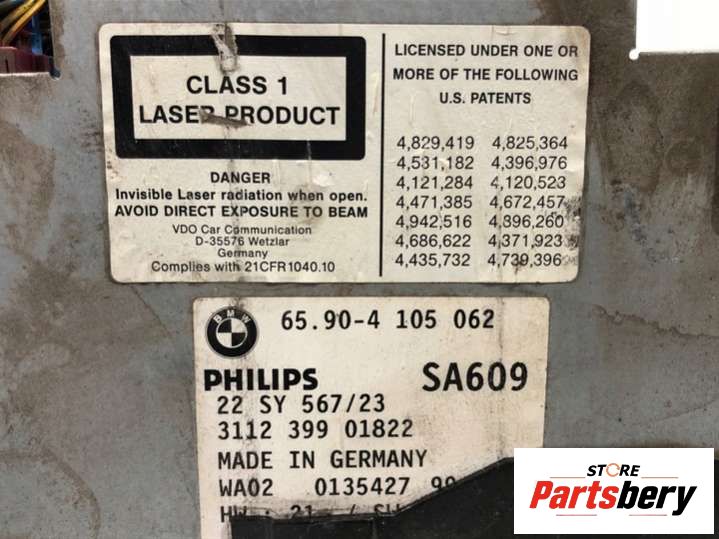 CLASS 1
LASER PRODUCT
DANGER
Invisible Laser radiation when open.
AVOID DIRECT EXPOSURE TO BEAM
VDO Car Communication
D-35576 Wetzlar
Germany
Complies with 21CFR1040.10
LICENSED UNDER ONE OR
MORE OF THE FOLLOWING
U.S. PATENTS
4,829,419 4,825,364
4,531,182 4,396,976
4,121,284 4,120,523
4,471,385 4,672,457
4,942,516 4,396,260
4,686,622 4,371,923
4,435,732 4,739,396
BMW
65.90-4 105 062
PHILIPS SA609
22 SY 567/23
3112 399 01822
MADE IN GERMANY
WA02 0135427
HW : 21 /
STORE
Partsbery